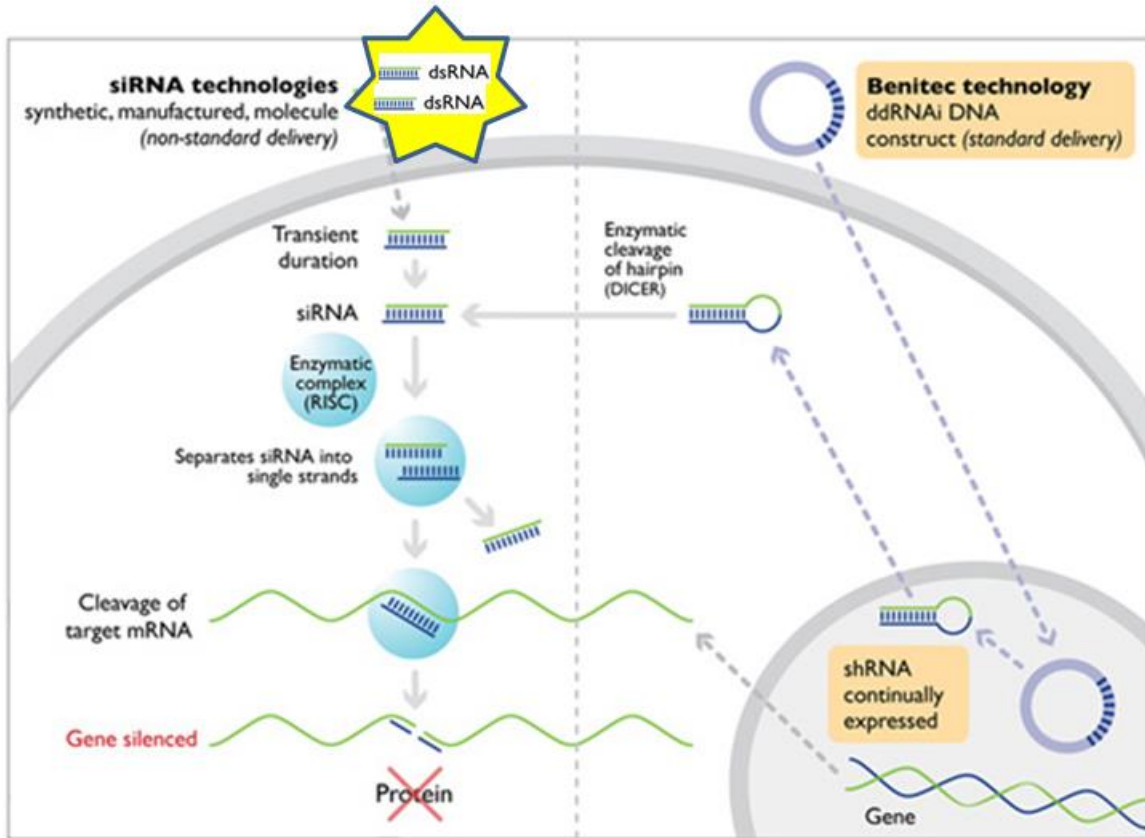 siRNA technologies
synthetic, manufactured, molecule
(non-standard delivery)
dsRNA
dsRNA
Benitec technology
ddRNAi DNA
construct (standard delivery)
Transient
duration
siRNA
Enzymatic
cleavage
of hairpin
(DICER)
Enzymatic
complex
(RISC)
Separates siRNA into
single strands
Cleavage of
target mRNA
Gene silenced
Protein
shRNA
continually
expressed
Gene